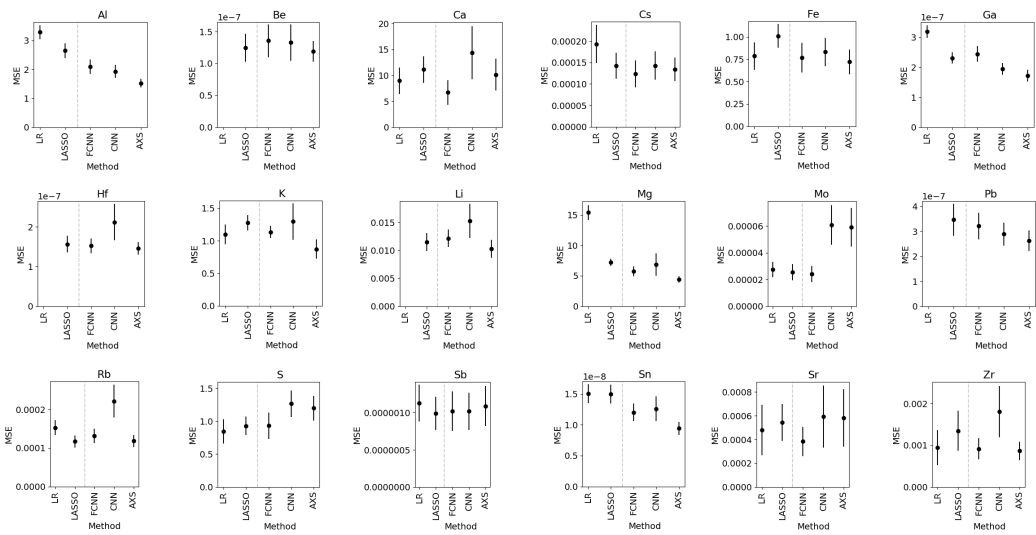 Al
MSE
3
2
1
0
LR
LASSO
FCNN
CNN
AXS
Method
Be
1e−7
MSE
1.5
1.0
0.5
0.0
LR
LASSO
FCNN
CNN
AXS
Method
Ca
MSE
20
15
10
5
0
LR
LASSO
FCNN
CNN
AXS
Method
Cs
MSE
0.00020
0.00015
0.00010
0.00005
0.00000
LR
LASSO
FCNN
CNN
AXS
Method
Fe
MSE
1.00
0.75
0.50
0.25
0.00
LR
LASSO
FCNN
CNN
AXS
Method
Ga
1e−7
MSE
3
2
1
0
LR
LASSO
FCNN
CNN
AXS
Method
Hf
1e−7
MSE
2
1
LR
LASSO
FCNN
CNN
AXS
Method
K
MSE
1.5
1.0
0.5
0.0
LR
LASSO
FCNN
CNN
AXS
Method
Li
MSE
0.015
0.010
0.005
0.000
LR
LASSO
FCNN
CNN
AXS
Method
Mg
MSE
15
10
5
0
LR
LASSO
FCNN
CNN
AXS
Method
Mo
MSE
0.00006
0.00004
0.00002
0.00000
LR
LASSO
FCNN
CNN
AXS
Method
Pb
1e−7
MSE
4
3
2
1
0
LR
LASSO
FCNN
CNN
AXS
Method
Rb
MSE
0.0002
0.0001
0.0000
LR
LASSO
FCNN
CNN
AXS
Method
S
MSE
1.5
1.0
0.5
0.0
LR
LASSO
FCNN
CNN
AXS
Method
Sb
MSE
0.0000010
0.0000005
0.0000000
LR
LASSO
FCNN
CNN
AXS
Method
Sn
1e−8
MSE
1.5
1.0
0.5
0.0
LR
LASSO
FCNN
CNN
AXS
Method
Sr
MSE
0.0008
0.0006
0.0004
0.0002
0.0000
LR
LASSO
FCNN
CNN
AXS
Method
Zr
MSE
0.002
0.001
0.000
LR
LASSO
FCNN
CNN
AXS
Method